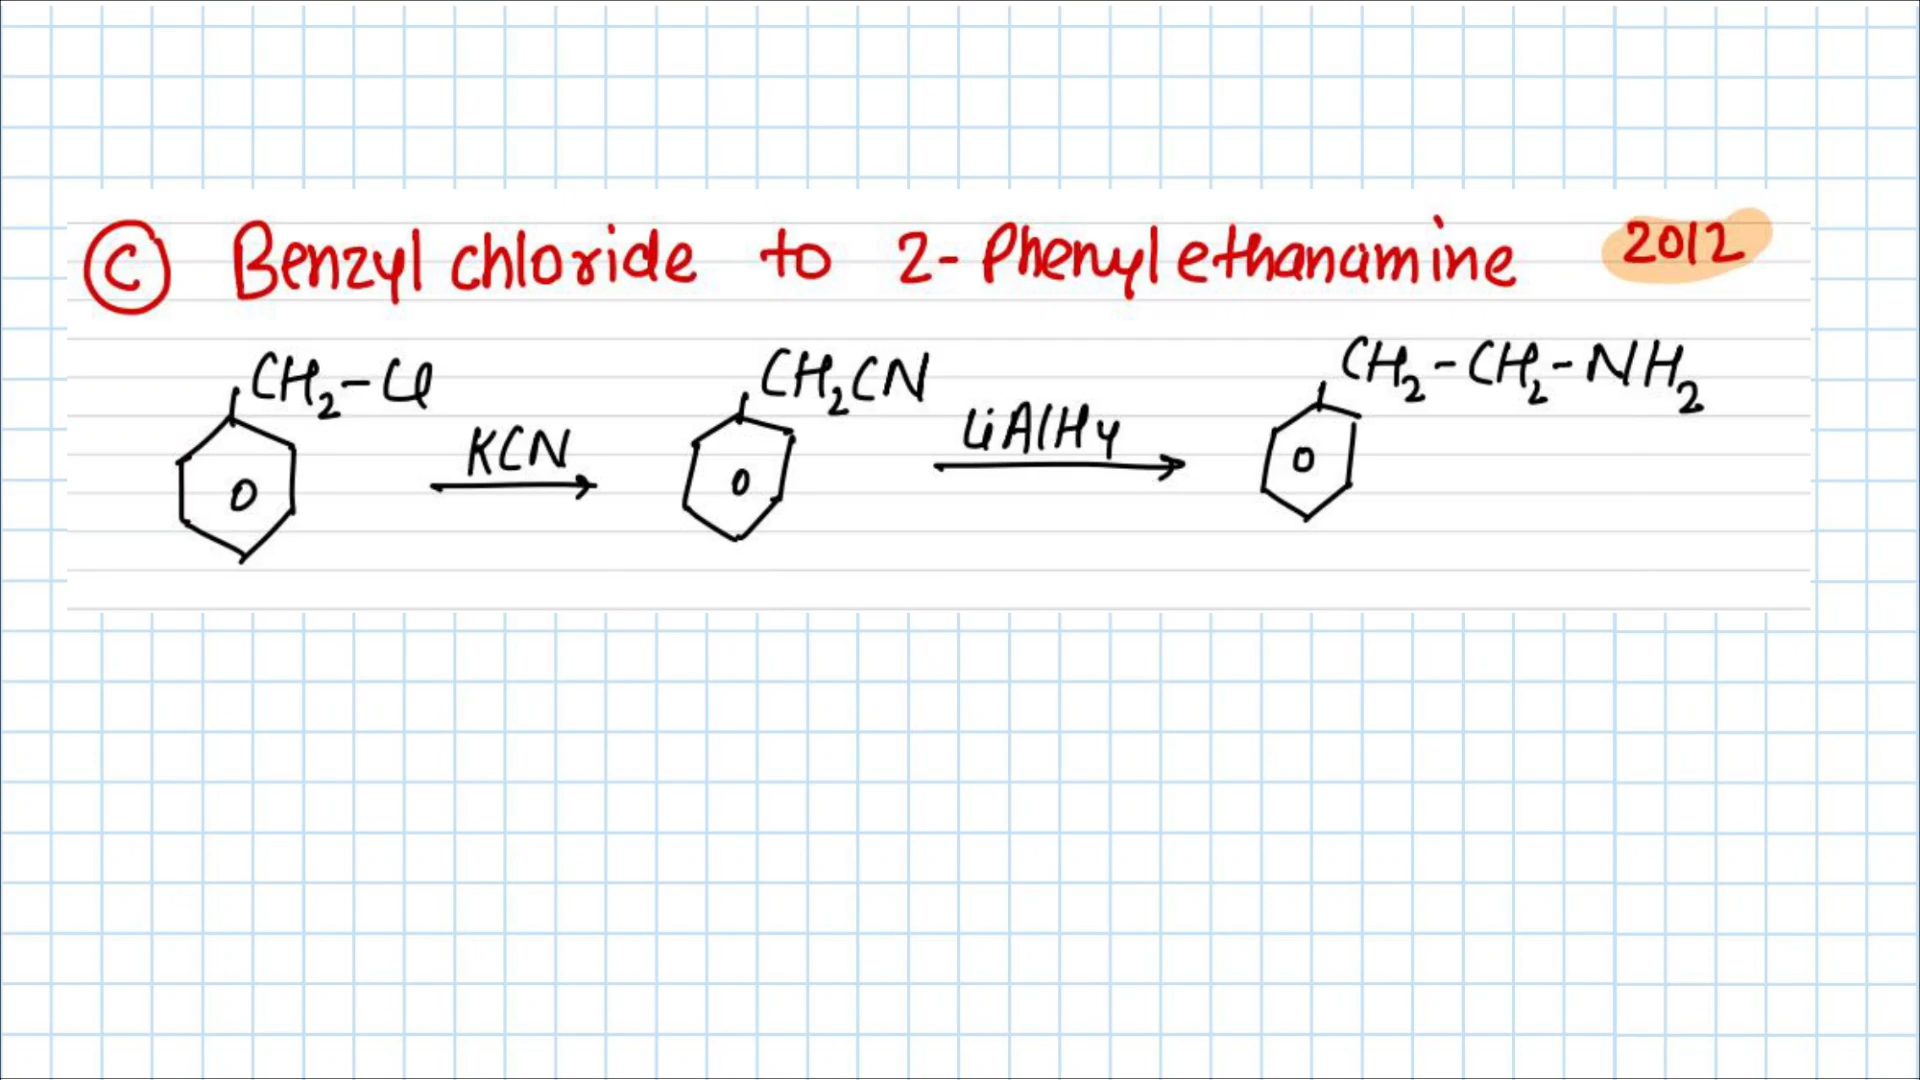 (C) Benzyl chloride to 2-Phenylethanamine 2012
CH₂-Cl CH₂CN CH₂-CH₂-NH₂
KCN LiAlH4